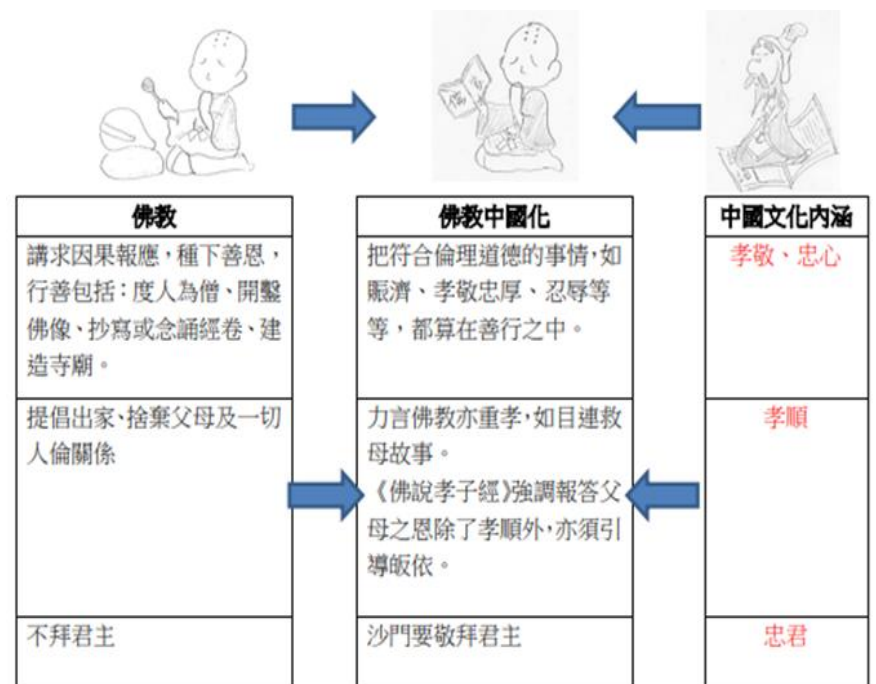 佛教
講求因果報應，種下善恩，
行善包括：度人為僧、開鑿
佛像、抄寫或念誦經卷、建
造寺廟。
提倡出家、捨棄父母及一切
人倫關係
不拜君主
佛教中國化
把符合倫理道德的事情，如
賑濟、孝敬忠厚、忍辱等
等，都算在善行之中。
力言佛教亦重孝，如目連救
母故事。
《佛說孝子經》強調報答父
母之恩除了孝順外，亦須引
導皈依。
沙門要敬拜君主
中國文化內涵
孝敬、忠心
孝順
忠君